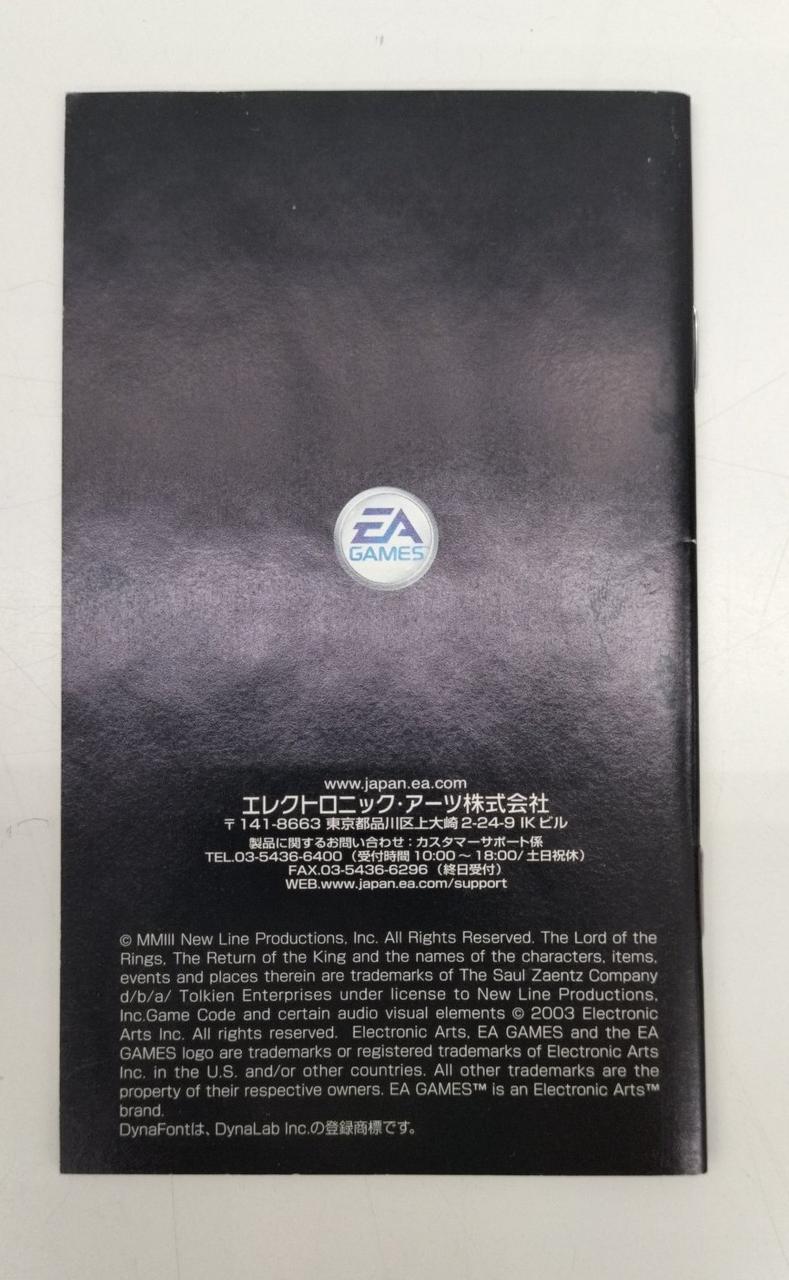 EA
GAMES™
www.japan.ea.com
エレクトロニック・アーツ株式会社
〒141-8663 東京都品川区上大崎 2-24-9 IK ビル
製品に関するお問い合わせ：カスタマーサポート係
TEL.03-5436-6400（受付時間 10:00～18:00/ 土日祝休）
FAX.03-5436-6296（終日受付）
WEB.www.japan.ea.com/support
© MMIII New Line Productions, Inc. All Rights Reserved. The Lord of the
Rings, The Return of the King and the names of the characters, items,
events and places therein are trademarks of The Saul Zaentz Company
d/b/a/ Tolkien Enterprises under license to New Line Productions,
Inc.Game Code and certain audio visual elements © 2003 Electronic
Arts Inc. All rights reserved. Electronic Arts, EA GAMES and the EA
GAMES logo are trademarks or registered trademarks of Electronic Arts
Inc. in the U.S. and/or other countries. All other trademarks are the
property of their respective owners. EA GAMES™ is an Electronic Arts™
brand.
DynaFontは、DynaLab Inc.の登録商標です。